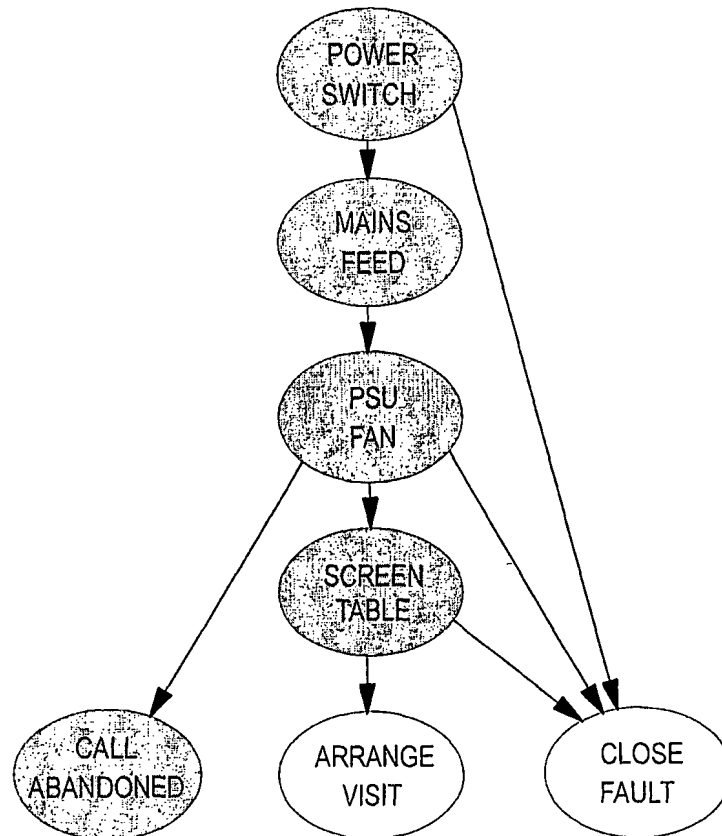 POWER
SWITCH
MAINS
FEED
PSU
FAN
SCREEN
TABLE
CALL
ABANDONED
ARRANGE
VISIT
CLOSE
FAULT